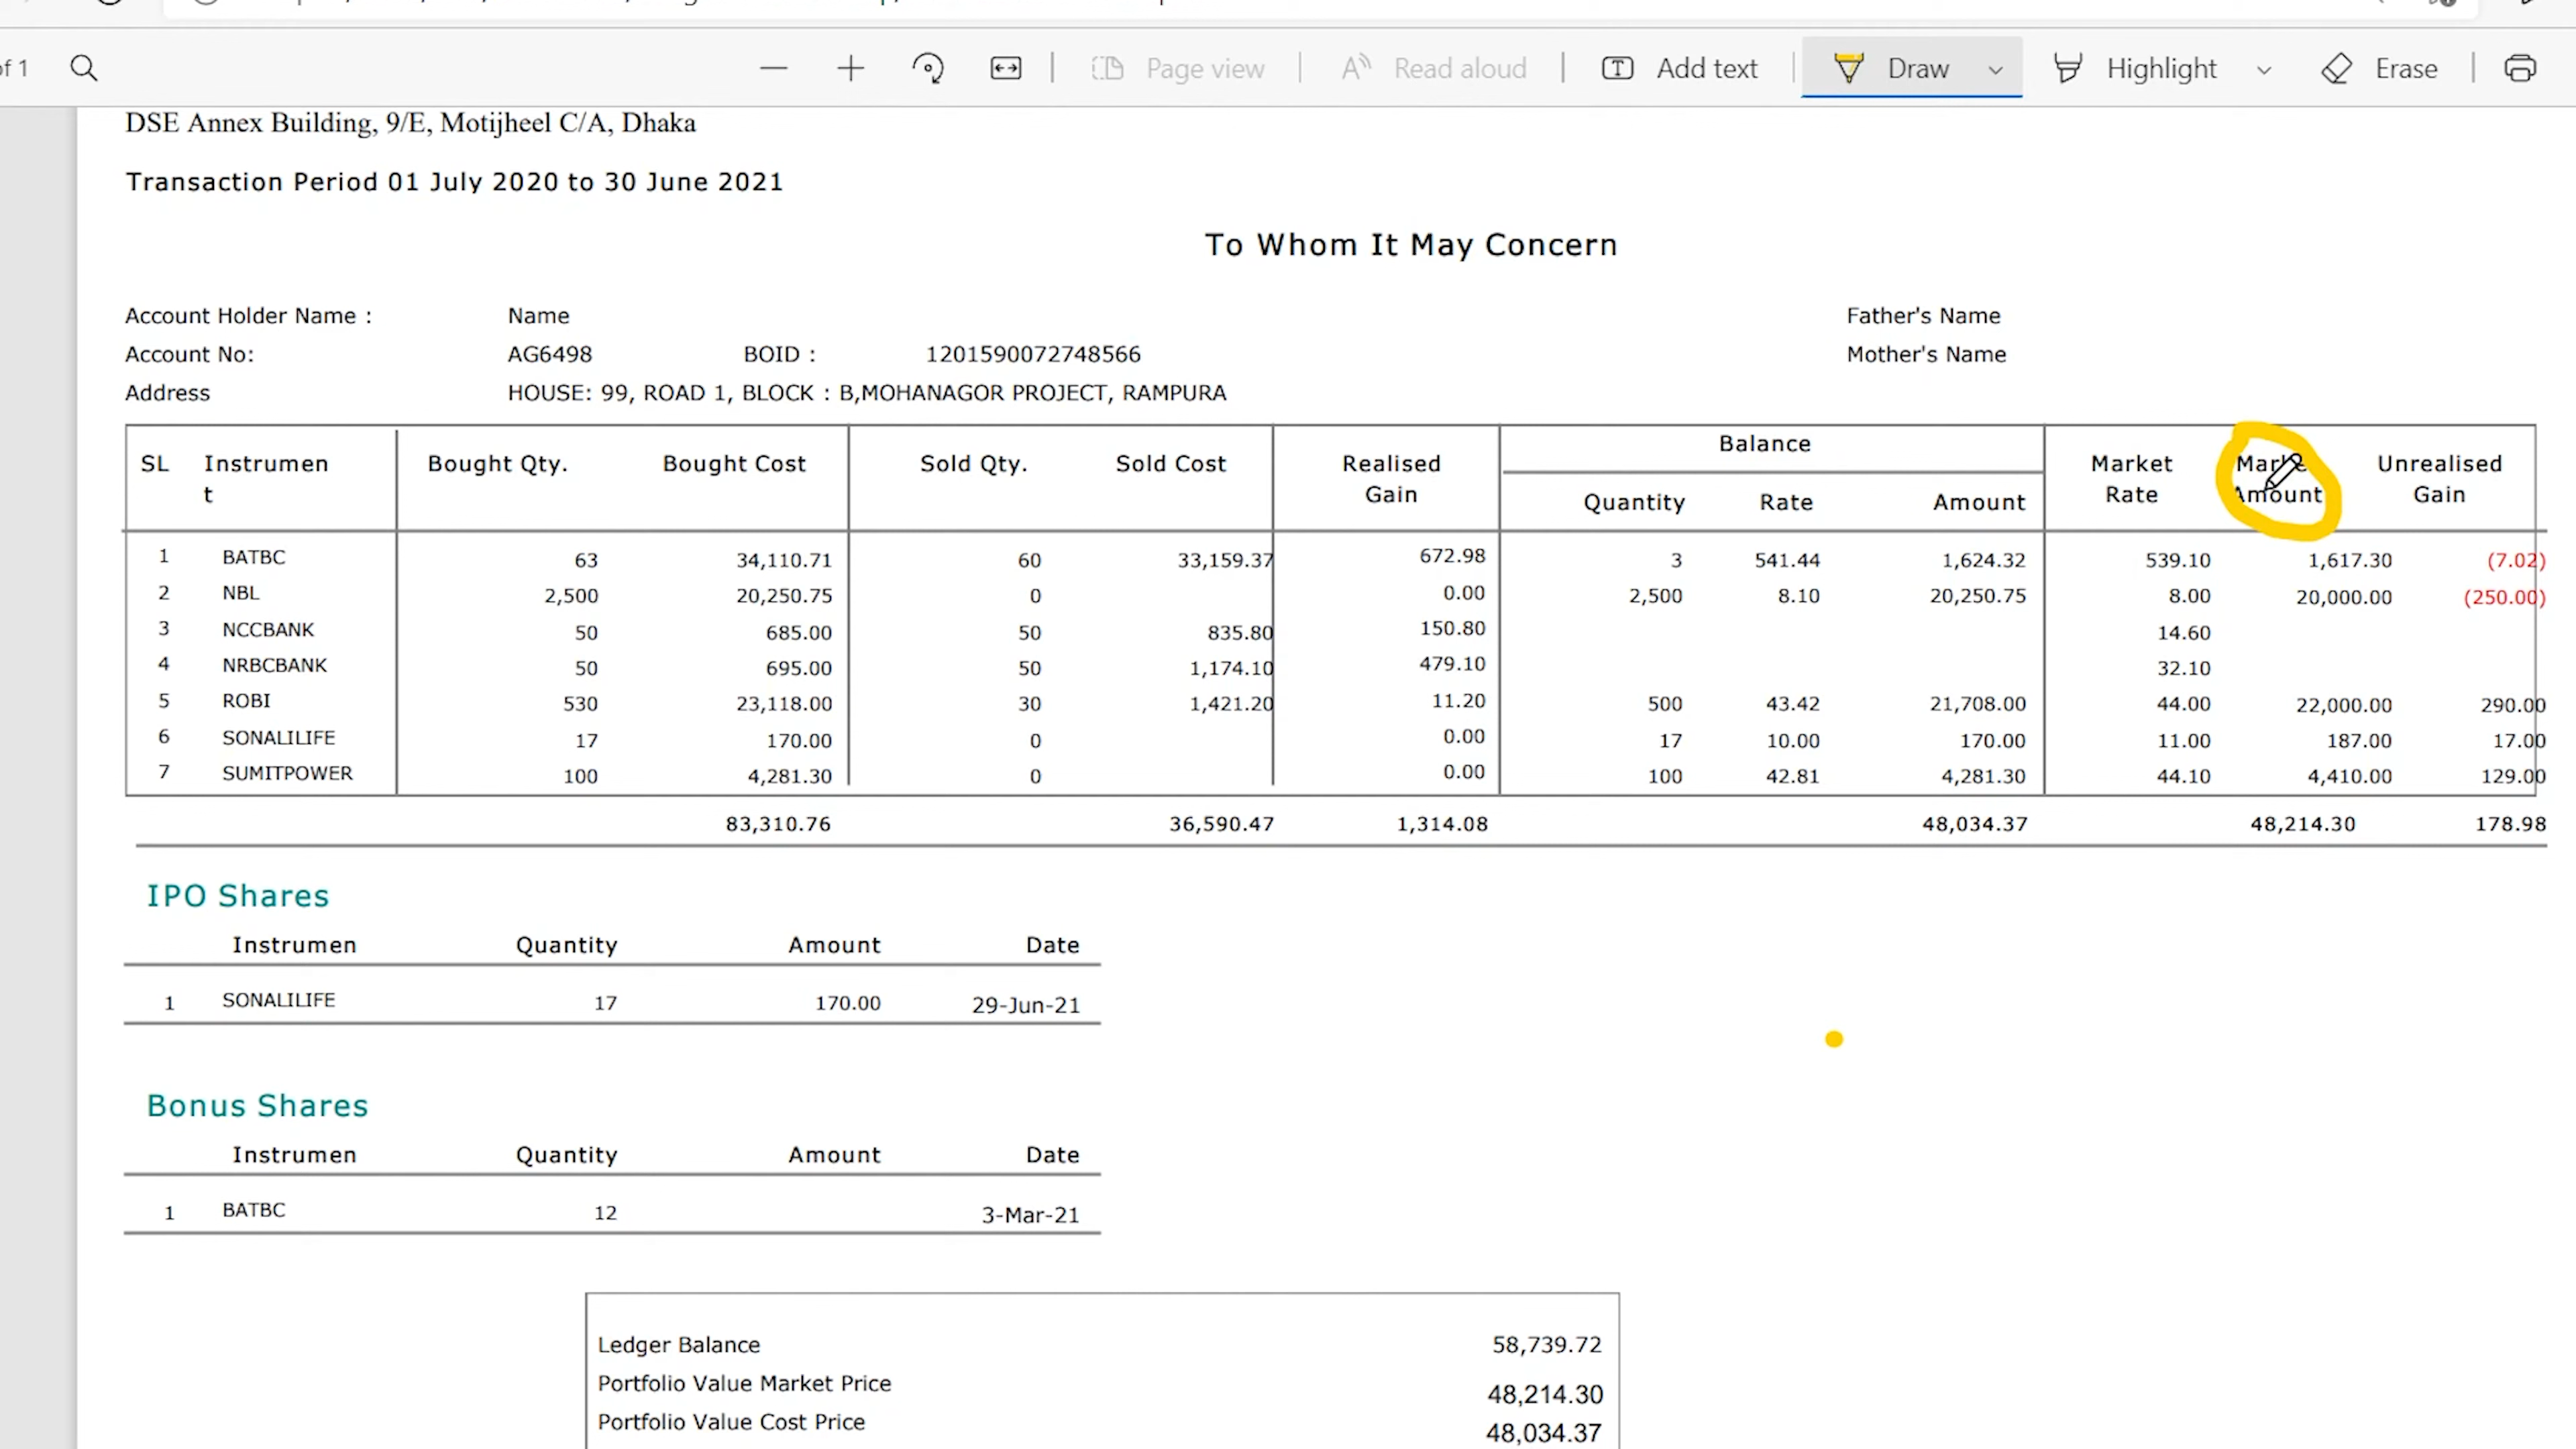 of 1 Page view Read aloud Add text Draw Highlight Erase
DSE Annex Building, 9/E, Motijheel C/A, Dhaka
Transaction Period 01 July 2020 to 30 June 2021
To Whom It May Concern
Account Holder Name : Name Father's Name
Account No: AG6498 BOID : 1201590072748566 Mother's Name
Address HOUSE: 99, ROAD 1, BLOCK : B,MOHANAGOR PROJECT, RAMPURA
Balance
SL Instrumen Bought Qty. Bought Cost Sold Qty. Sold Cost Realised Market Unrealised
t Gain Quantity Rate Amount Rate Amount Gain
1 BATBC 63 34,110.71 60 33,159.37 672.98 3 541.44 1,624.32 539.10 1,617.30 (7.02)
2 NBL 2,500 20,250.75 0 0.00 2,500 8.10 20,250.75 8.00 20,000.00 (250.00)
3 NCCBANK 50 685.00 50 835.80 150.80 14.60
4 NRBCBANK 50 695.00 50 1,174.10 479.10 32.10
5 ROBI 530 23,118.00 30 1,421.20 11.20 500 43.42 21,708.00 44.00 22,000.00 290.00
6 SONALILIFE 17 170.00 0 0.00 17 10.00 170.00 11.00 187.00 17.00
7 SUMITPOWER 100 4,281.30 0 0.00 100 42.81 4,281.30 44.10 4,410.00 129.00
83,310.76 36,590.47 1,314.08 48,034.37 48,214.30 178.98
IPO Shares
Instrumen Quantity Amount Date
1 SONALILIFE 17 170.00 29-Jun-21
Bonus Shares
Instrumen Quantity Amount Date
1 BATBC 12 3-Mar-21
Ledger Balance 58,739.72
Portfolio Value Market Price 48,214.30
Portfolio Value Cost Price 48,034.37